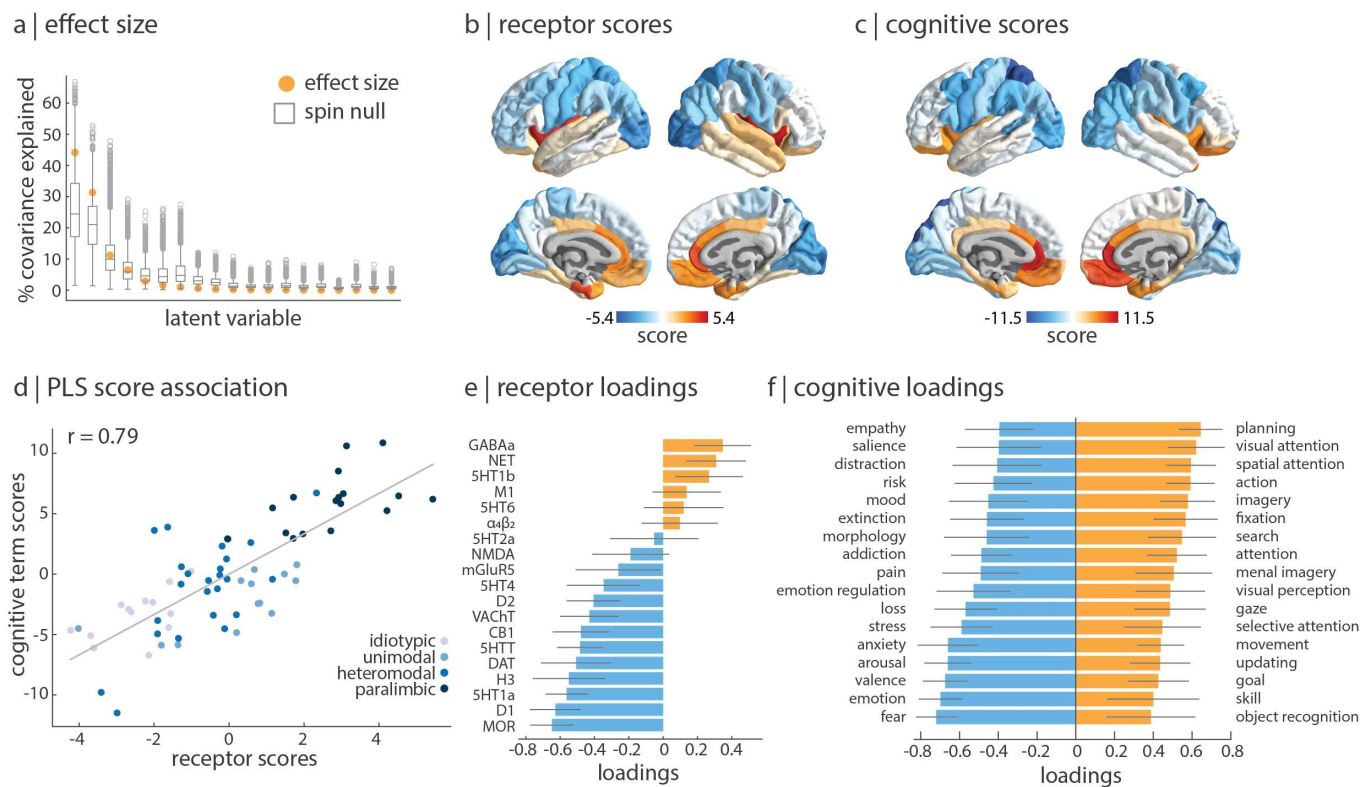 a | effect size
% covariance explained
60
50
40
30
20
10
0
latent variable
effect size
spin null
b | receptor scores
-5.4
5.4
score
c | cognitive scores
-11.5
11.5
score
d | PLS score association
r = 0.79
cognitive term scores
10
5
0
-5
-10
-4
-2
0
2
4
receptor scores
idiotypic
unimodal
heteromodal
paralimbic
e | receptor loadings
GABAa
NET
5HT1b
M1
5HT6
α₄β₂
5HT2a
NMDA
mGluR5
5HT4
D2
VAChT
CB1
5HTT
DAT
H3
5HT1a
D1
MOR
-0.8
-0.6
-0.4
-0.2
0
0.2
0.4
loadings
f | cognitive loadings
empathy
salience
distraction
risk
mood
extinction
morphology
addiction
pain
emotion regulation
loss
stress
anxiety
arousal
valence
emotion
fear
planning
visual attention
spatial attention
action
imagery
fixation
search
attention
menal imagery
visual perception
gaze
selective attention
movement
updating
goal
skill
object recognition
-0.8
-0.6
-0.4
-0.2
0
0.2
0.4
0.6
0.8
loadings